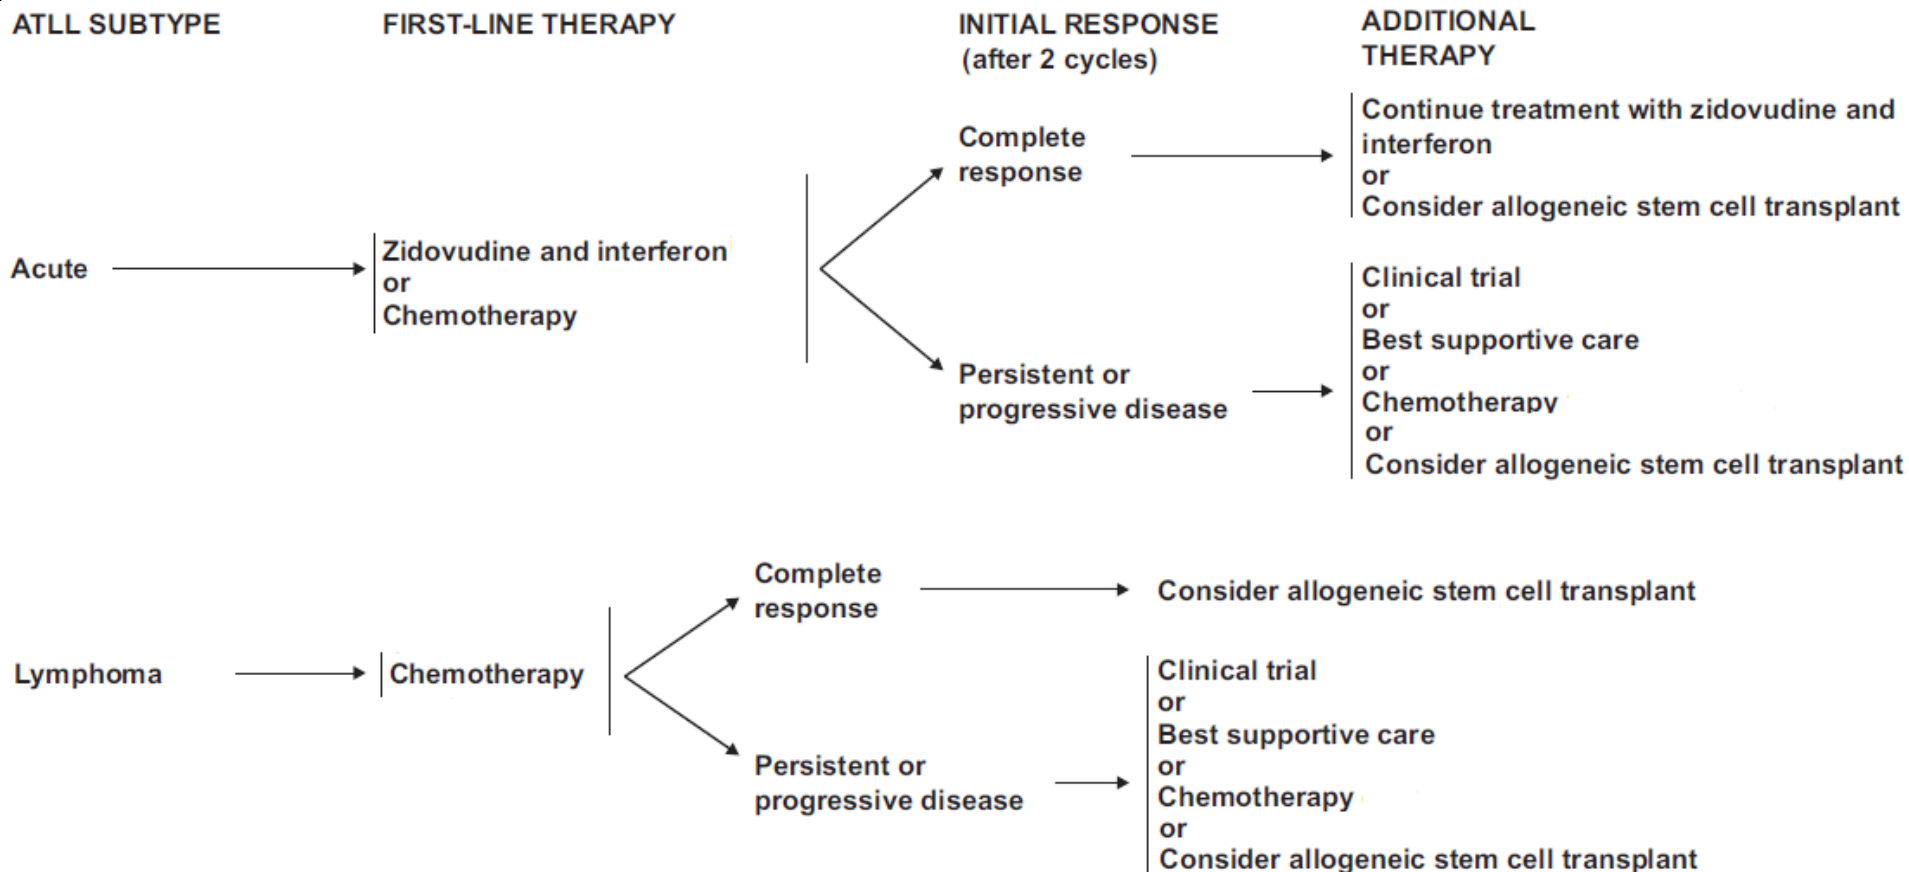 ATLL SUBTYPE
FIRST-LINE THERAPY
INITIAL RESPONSE
(after 2 cycles)
ADDITIONAL
THERAPY
Acute
Zidovudine and interferon
or
Chemotherapy
Complete
response
Continue treatment with zidovudine and
interferon
or
Consider allogeneic stem cell transplant
Persistent or
progressive disease
Clinical trial
or
Best supportive care
or
Chemotherapy
or
Consider allogeneic stem cell transplant
Lymphoma
Chemotherapy
Complete
response
Consider allogeneic stem cell transplant
Persistent or
progressive disease
Clinical trial
or
Best supportive care
or
Chemotherapy
or
Consider allogeneic stem cell transplant